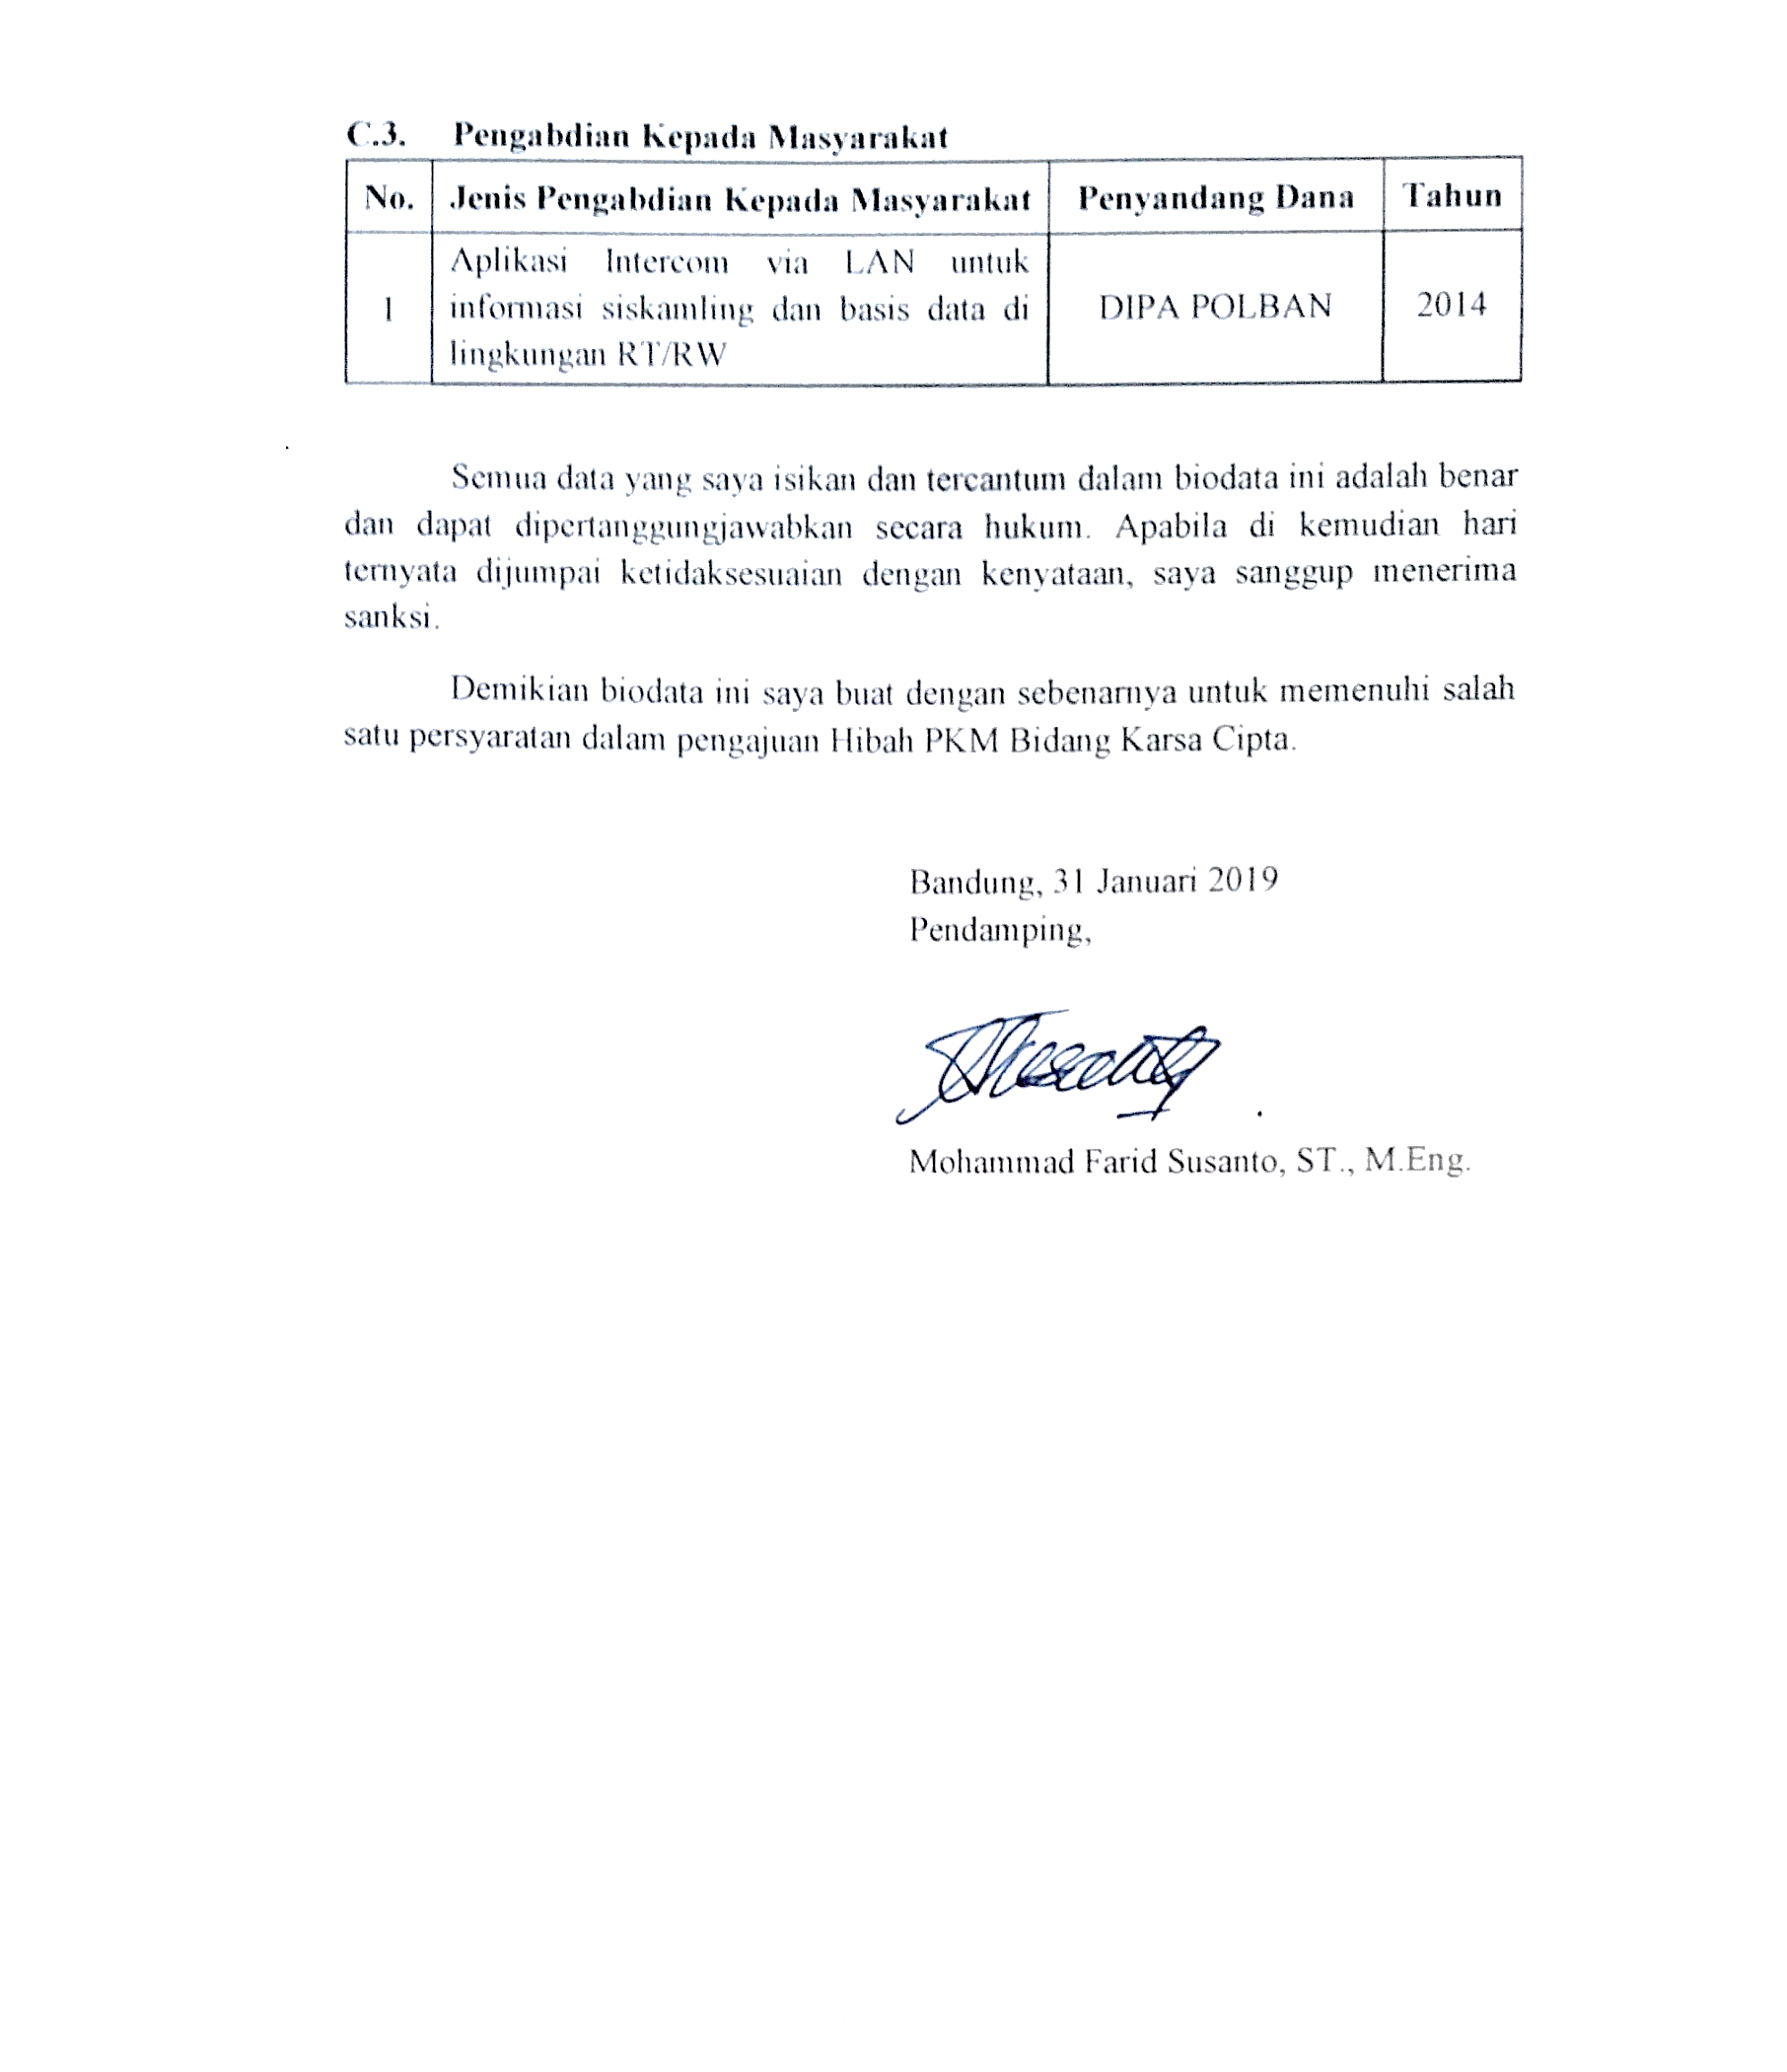 C.3. Pengabdian Kepada Masyarakat
No. Jenis Pengabdian Kepada Masyarakat Penyandang Dana Tahun
1 Aplikasi Intercom via LAN untuk
informasi siskamling dan basis data di
lingkungan RT/RW DIPA POLBAN 2014
Semua data yang saya isikan dan tercantum dalam biodata ini adalah benar
dan dapat dipertanggungjawabkan secara hukum. Apabila di kemudian hari
ternyata dijumpai ketidaksesuaian dengan kenyataan, saya sanggup menerima
sanksi.
Demikian biodata ini saya buat dengan sebenarnya untuk memenuhi salah
satu persyaratan dalam pengajuan Hibah PKM Bidang Karsa Cipta.
Bandung, 31 Januari 2019
Pendamping,
Mohammad Farid Susanto, ST., M.Eng.